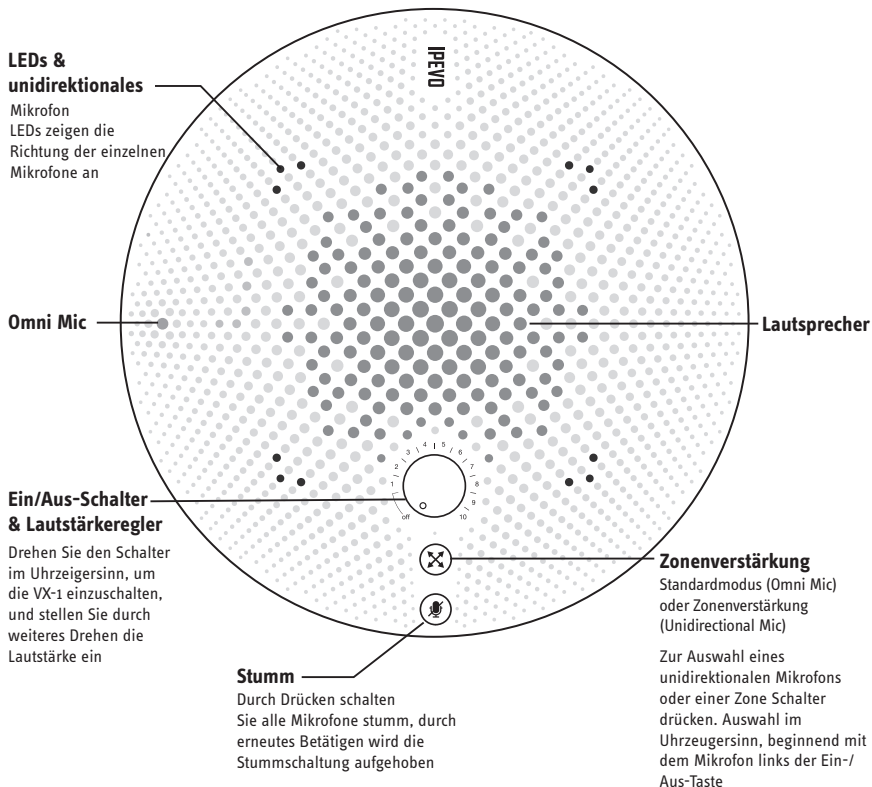 IPEVO
LEDs &
unidirektionales
Mikrofon
LEDs zeigen die
Richtung der einzelnen
Mikrofone an
Omni Mic
Lautsprecher
Ein/Aus-Schalter
& Lautstärkeregler
Drehen Sie den Schalter
im Uhrzeigersinn, um
die VX-1 einzuschalten,
und stellen Sie durch
weiteres Drehen die
Lautstärke ein
off
1
2
3
4
5
6
7
8
9
10
Zonenverstärkung
Standardmodus (Omni Mic)
oder Zonenverstärkung
(Unidirectional Mic)
Zur Auswahl eines
unidirektionalen Mikrofons
oder einer Zone Schalter
drücken. Auswahl im
Uhrzeugersinn, beginnend mit
dem Mikrofon links der Ein-/
Aus-Taste
Stumm
Durch Drücken schalten
Sie alle Mikrofone stumm, durch
erneutes Betätigen wird die
Stummschaltung aufgehoben